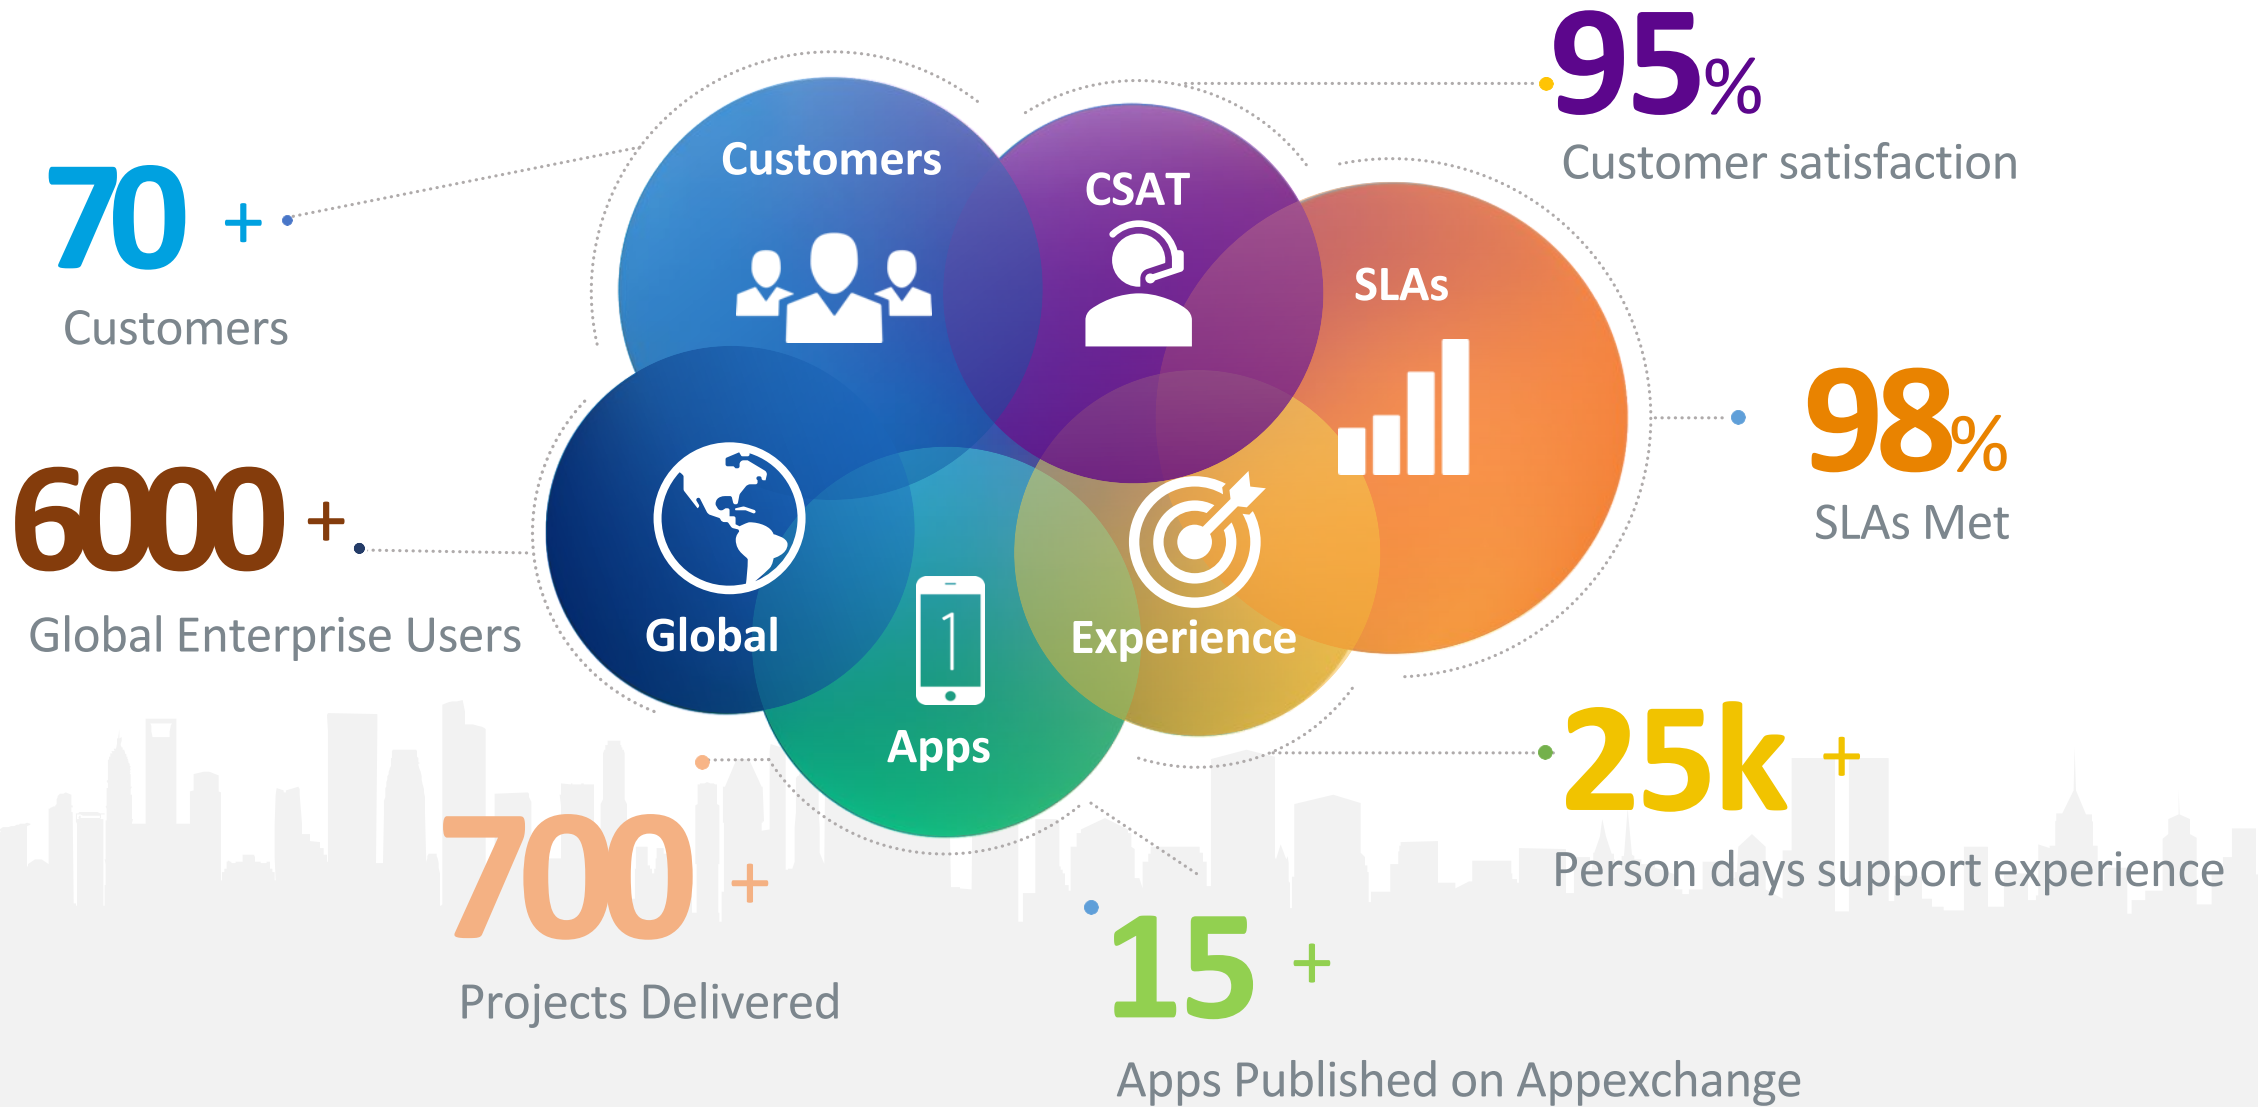 95%
Customer satisfaction
70 +
Customers
Customers
CSAT
SLAs
98%
SLAs Met
6000 +
Global Enterprise Users
Global
1
Experience
Apps
25k +
Person days support experience
700 +
Projects Delivered
15 +
Apps Published on Appexchange